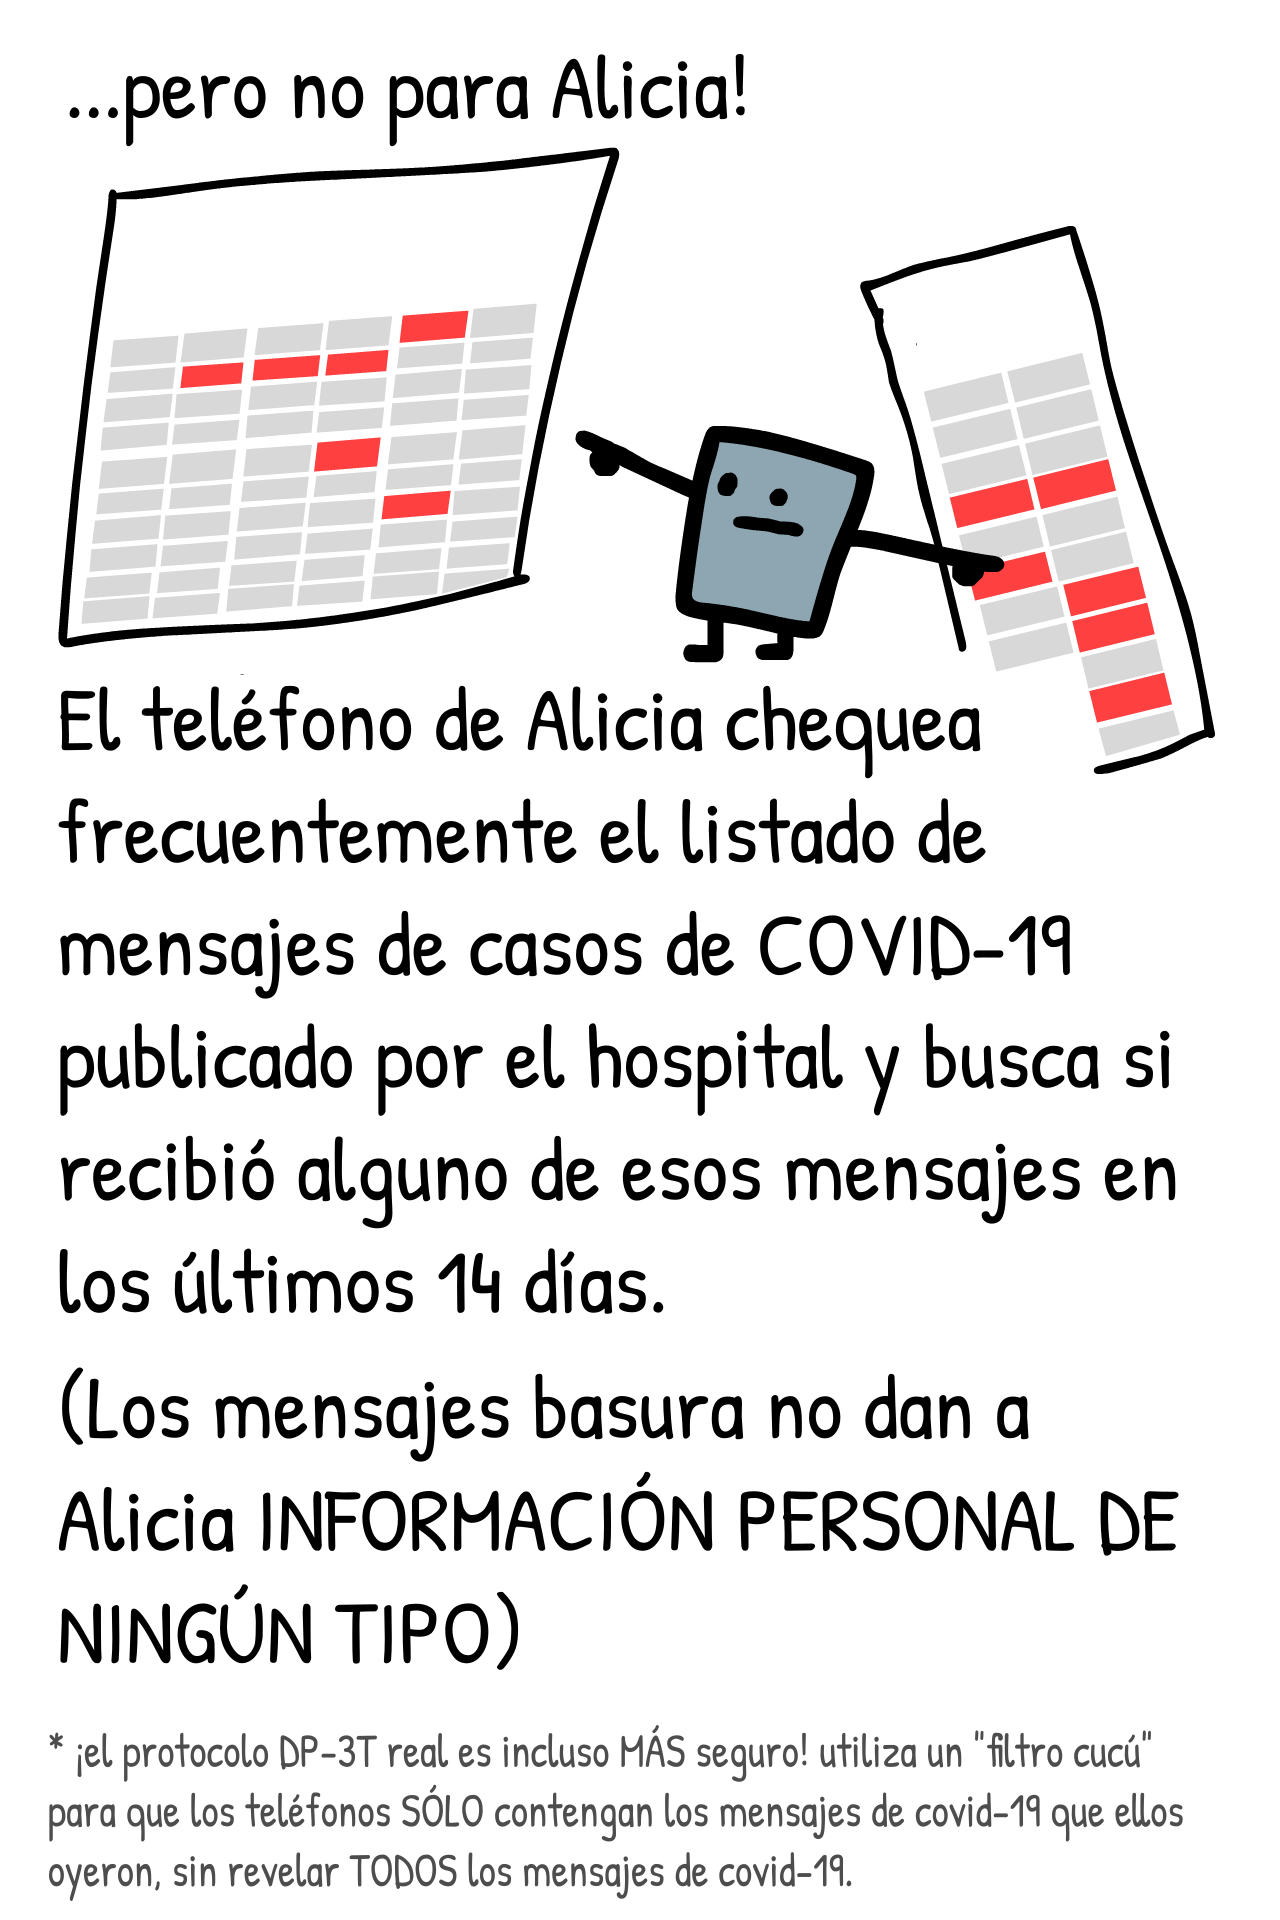 ...pero no para Alicia!
El teléfono de Alicia chequea
frecuentemente el listado de
mensajes de casos de COVID-19
publicado por el hospital y busca si
recibió alguno de esos mensajes en
los últimos 14 días.
(Los mensajes basura no dan a
Alicia INFORMACIÓN PERSONAL DE
NINGÚN TIPO)
* ¡el protocolo DP-3T real es incluso MÁS seguro! utiliza un "filtro cucú"
para que los teléfonos SÓLO contengan los mensajes de covid-19 que ellos
oyeron, sin revelar TODOS los mensajes de covid-19.